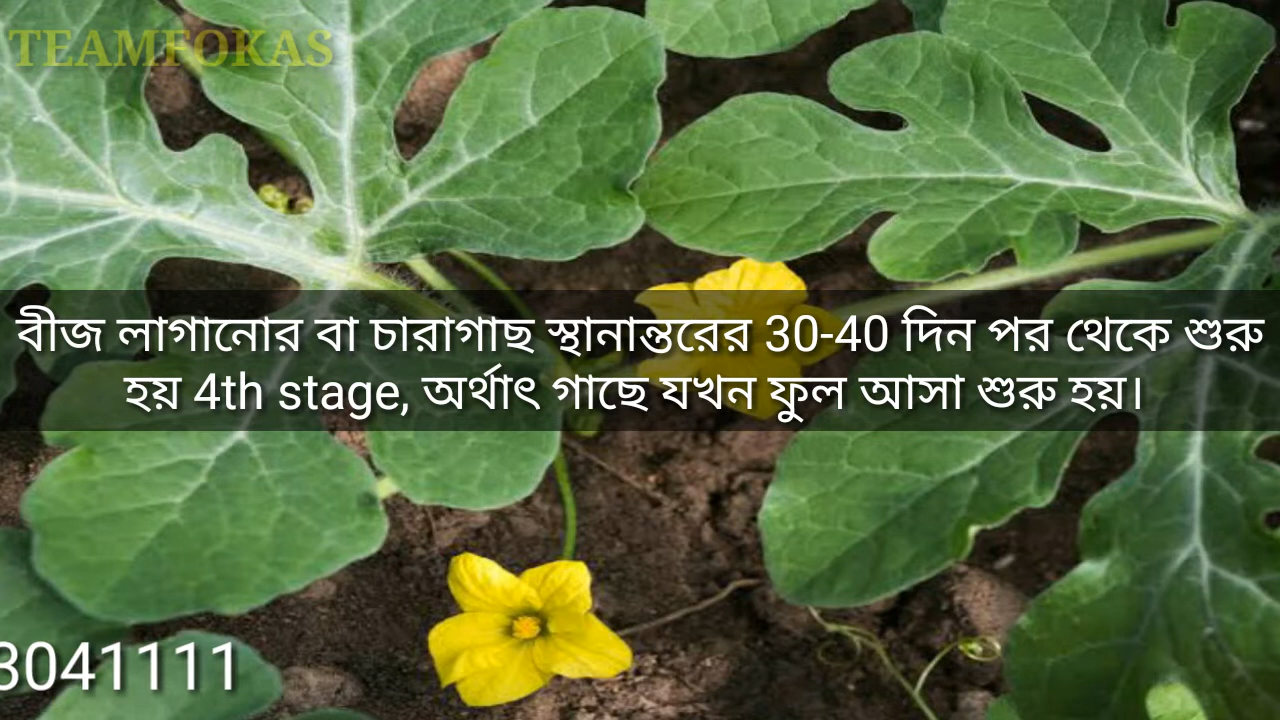 TEAMFOKAS
বীজ লাগানোর বা চারাগাছ স্থানান্তরের 30-40 দিন পর থেকে শুরু
হয় 4th stage, অর্থাৎ গাছে যখন ফুল আসা শুরু হয়।
3041111